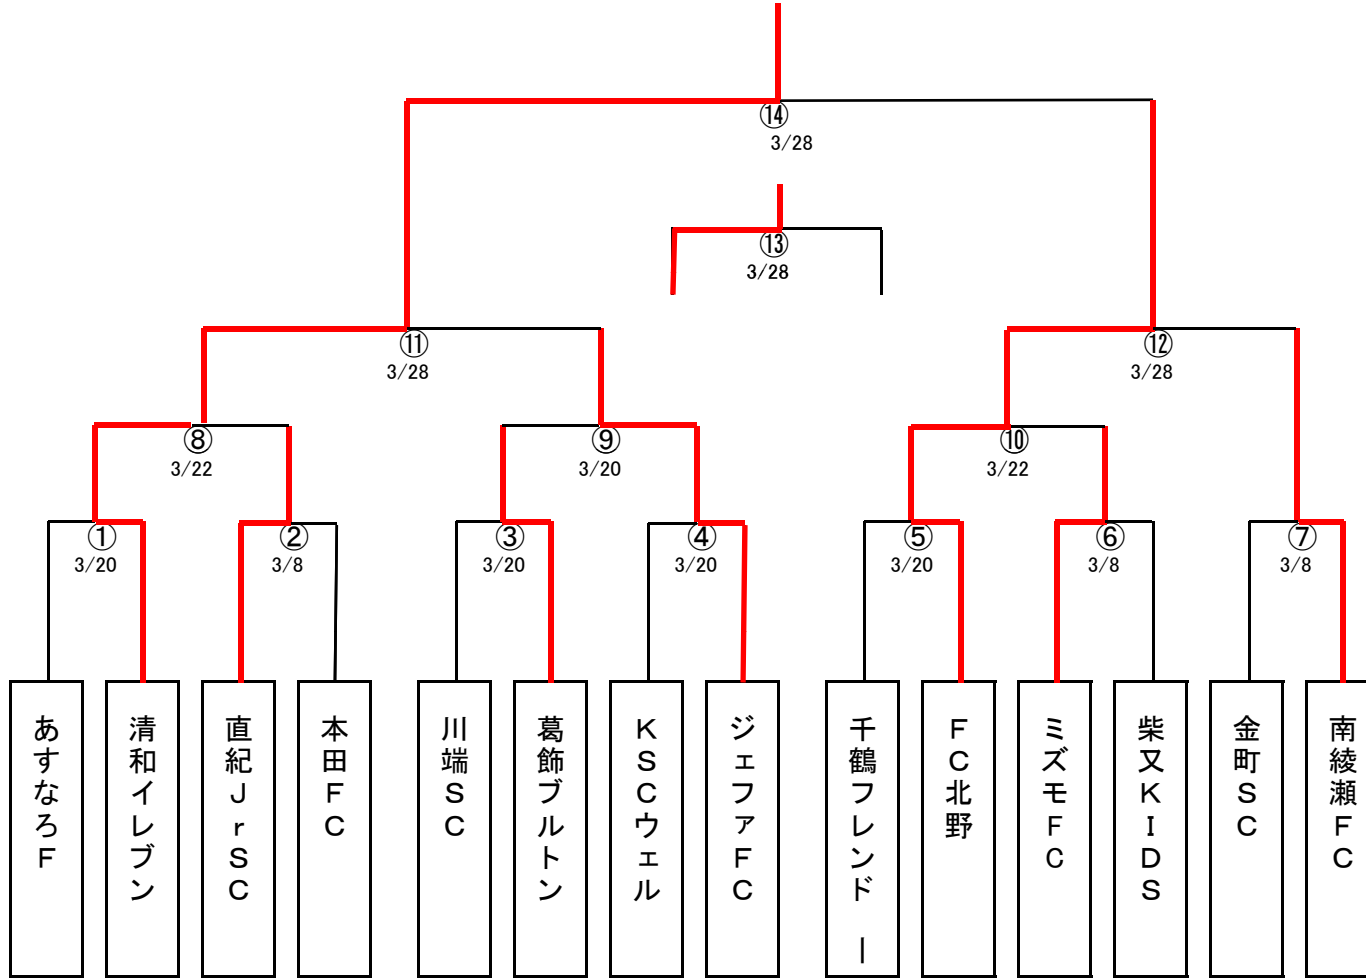 ⑭
3/28
⑬
3/28
⑪
3/28
⑫
3/28
⑧
3/22
⑨
3/20
⑩
3/22
①
3/20
②
3/8
③
3/20
④
3/20
⑤
3/20
⑥
3/8
⑦
3/8
あすなろF
清和イレブン
直紀JrSC
本田FC
川端SC
葛飾ブルトン
KSCウェル
ジェファFC
千鶴フレンドー
FC北野
ミズモFC
柴又KIDS
金町SC
南綾瀬FC